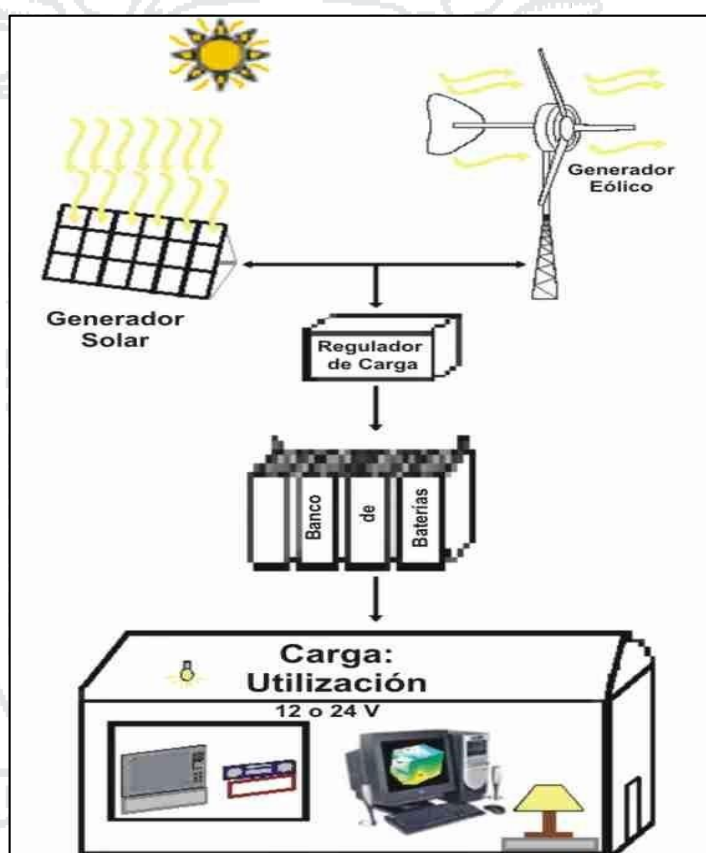 Generador
Eólico
Generador
Solar
Regulador
de Carga
Banco
de
Baterías
Carga:
Utilización
12 o 24 V